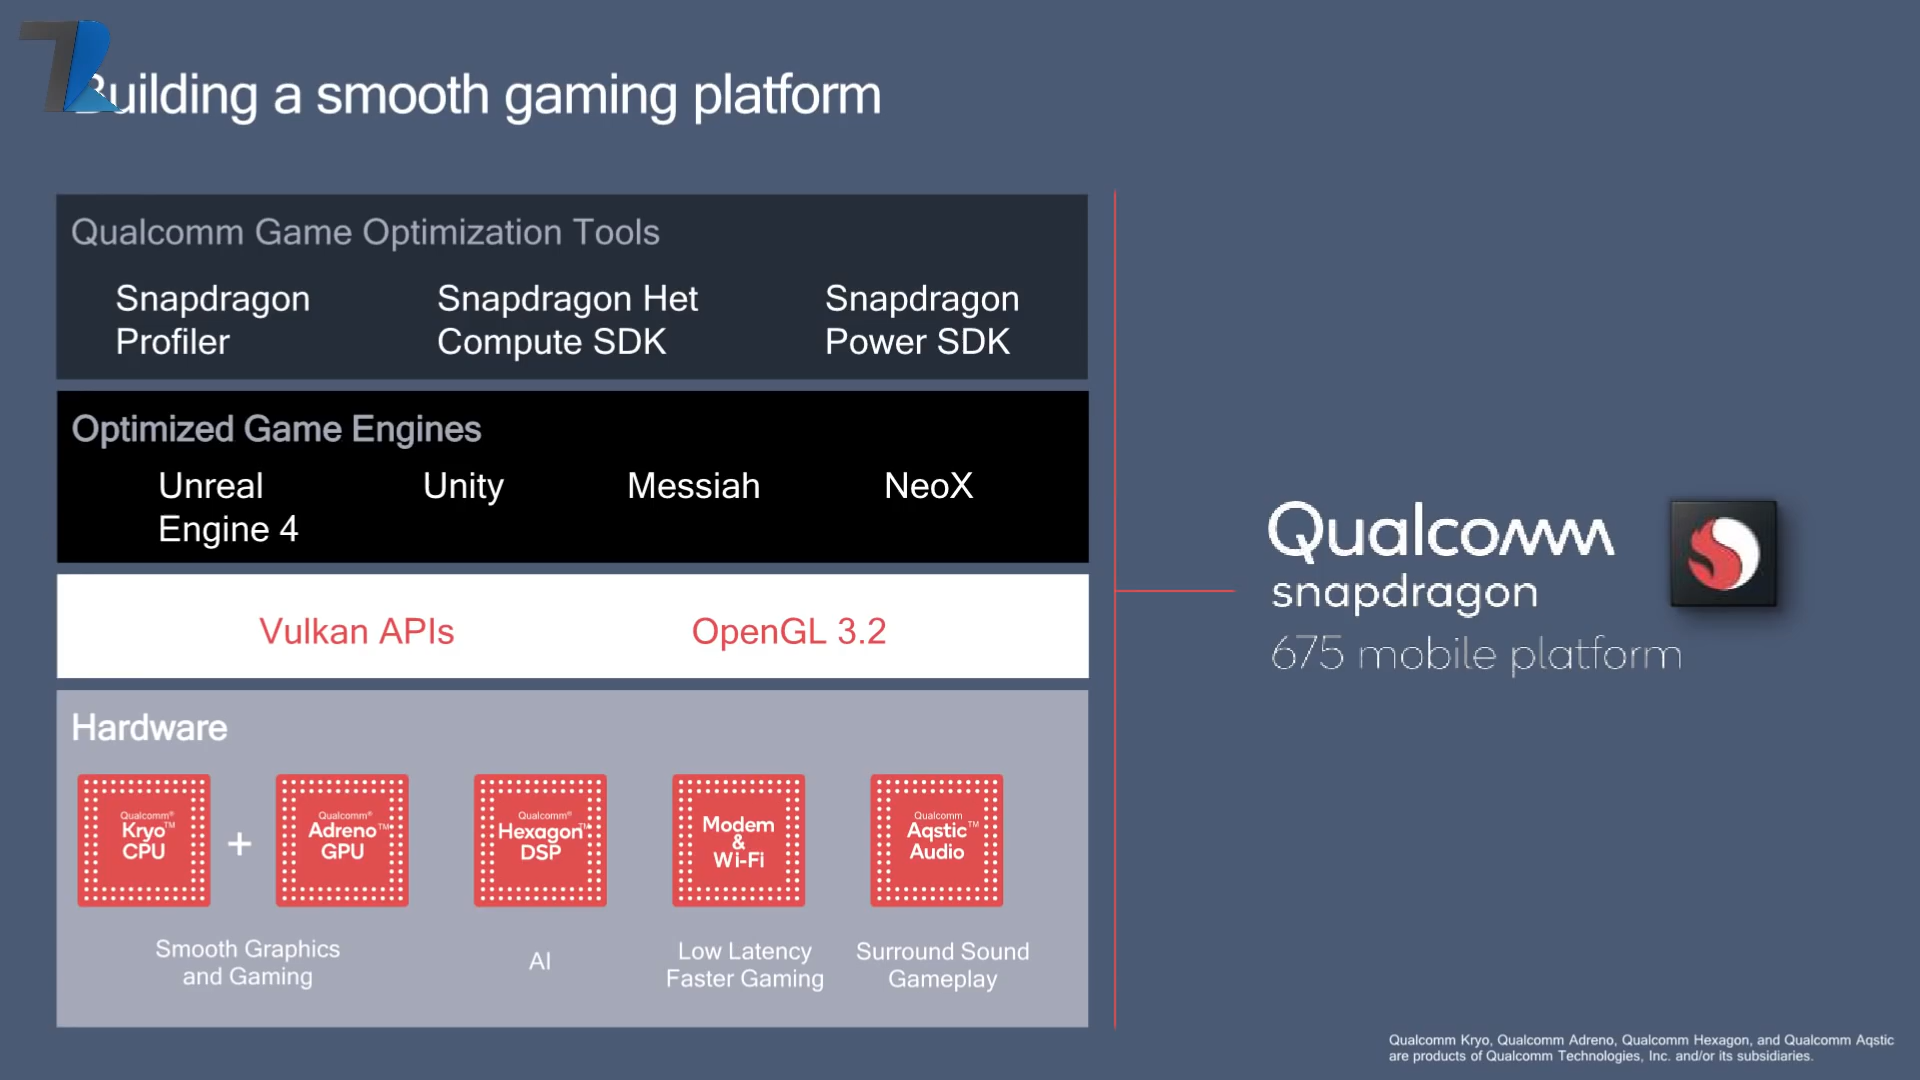 Building a smooth gaming platform
Qualcomm Game Optimization Tools
Snapdragon
Profiler
Snapdragon Het
Compute SDK
Snapdragon
Power SDK
Optimized Game Engines
Unreal
Engine 4
Unity
Messiah
NeoX
Vulkan APIs
OpenGL 3.2
Hardware
Qualcomm®
Kryo™
CPU
+
Qualcomm®
Adreno™
GPU
Qualcomm®
Hexagon™
DSP
Modem
&
Wi-Fi
Qualcomm
Aqstic™
Audio
Smooth Graphics
and Gaming
AI
Low Latency
Faster Gaming
Surround Sound
Gameplay
Qualcomm
snapdragon
675 mobile platform
Qualcomm Kryo, Qualcomm Adreno, Qualcomm Hexagon, and Qualcomm Aqstic
are products of Qualcomm Technologies, Inc. and/or its subsidiaries.